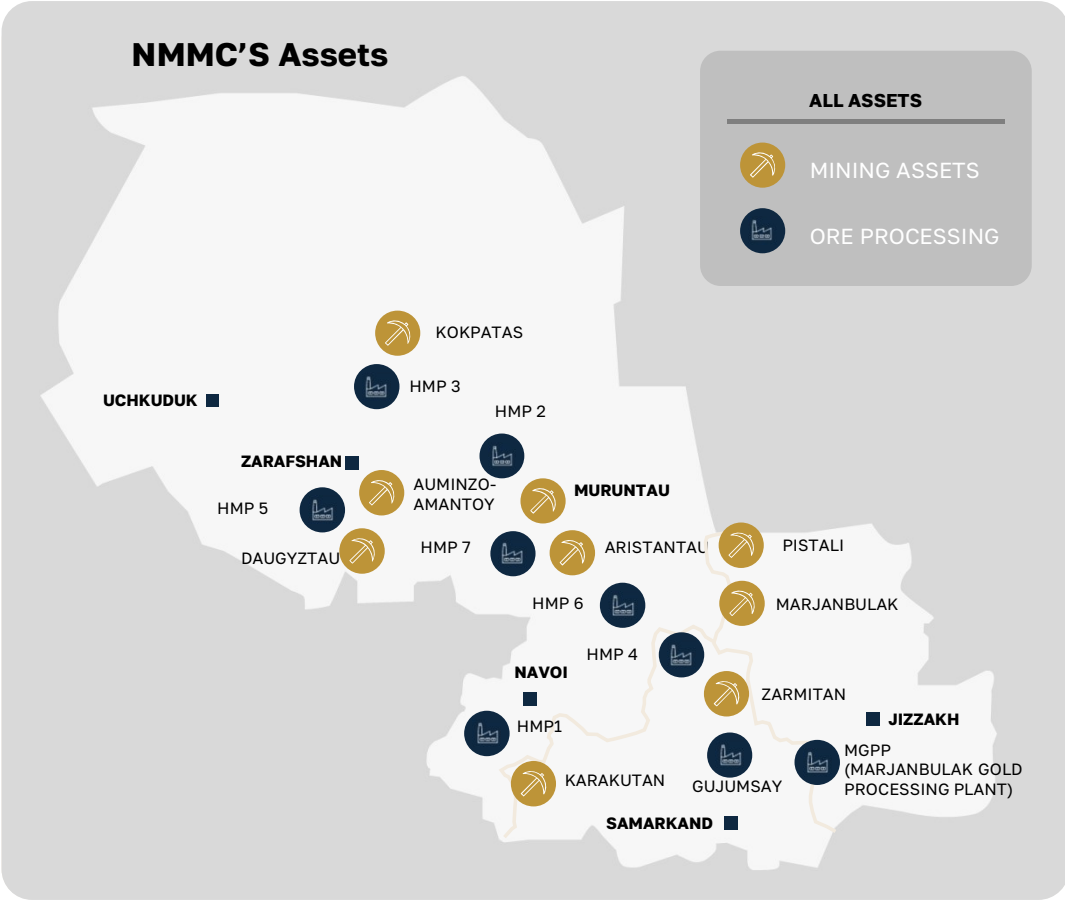 NMMC'S Assets
ALL ASSETS
MINING ASSETS
ORE PROCESSING
KOKPATAS
HMP 3
UCHKUDUK
HMP 2
ZARAFSHAN
AUMINZO-
AMANTOY
MURUNTAU
HMP 5
DAUGYZTAU
HMP 7
ARISTANTAU
PISTALI
HMP 6
MARJANBULAK
HMP 4
NAVOI
ZARMITAN
HMP1
JIZZAKH
MGPP
(MARJANBULAK GOLD
PROCESSING PLANT)
KARAKUTAN
GUJUMSAY
SAMARKAND